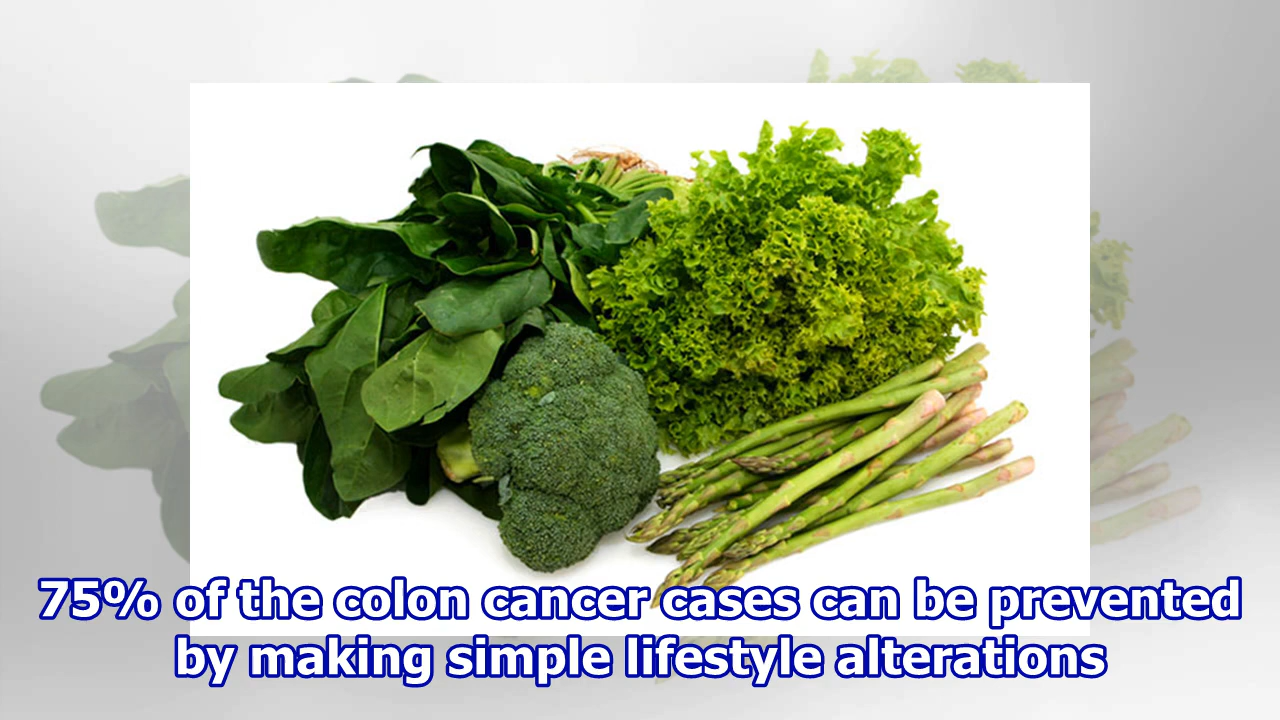 75% of the colon cancer cases can be prevented
by making simple lifestyle alterations